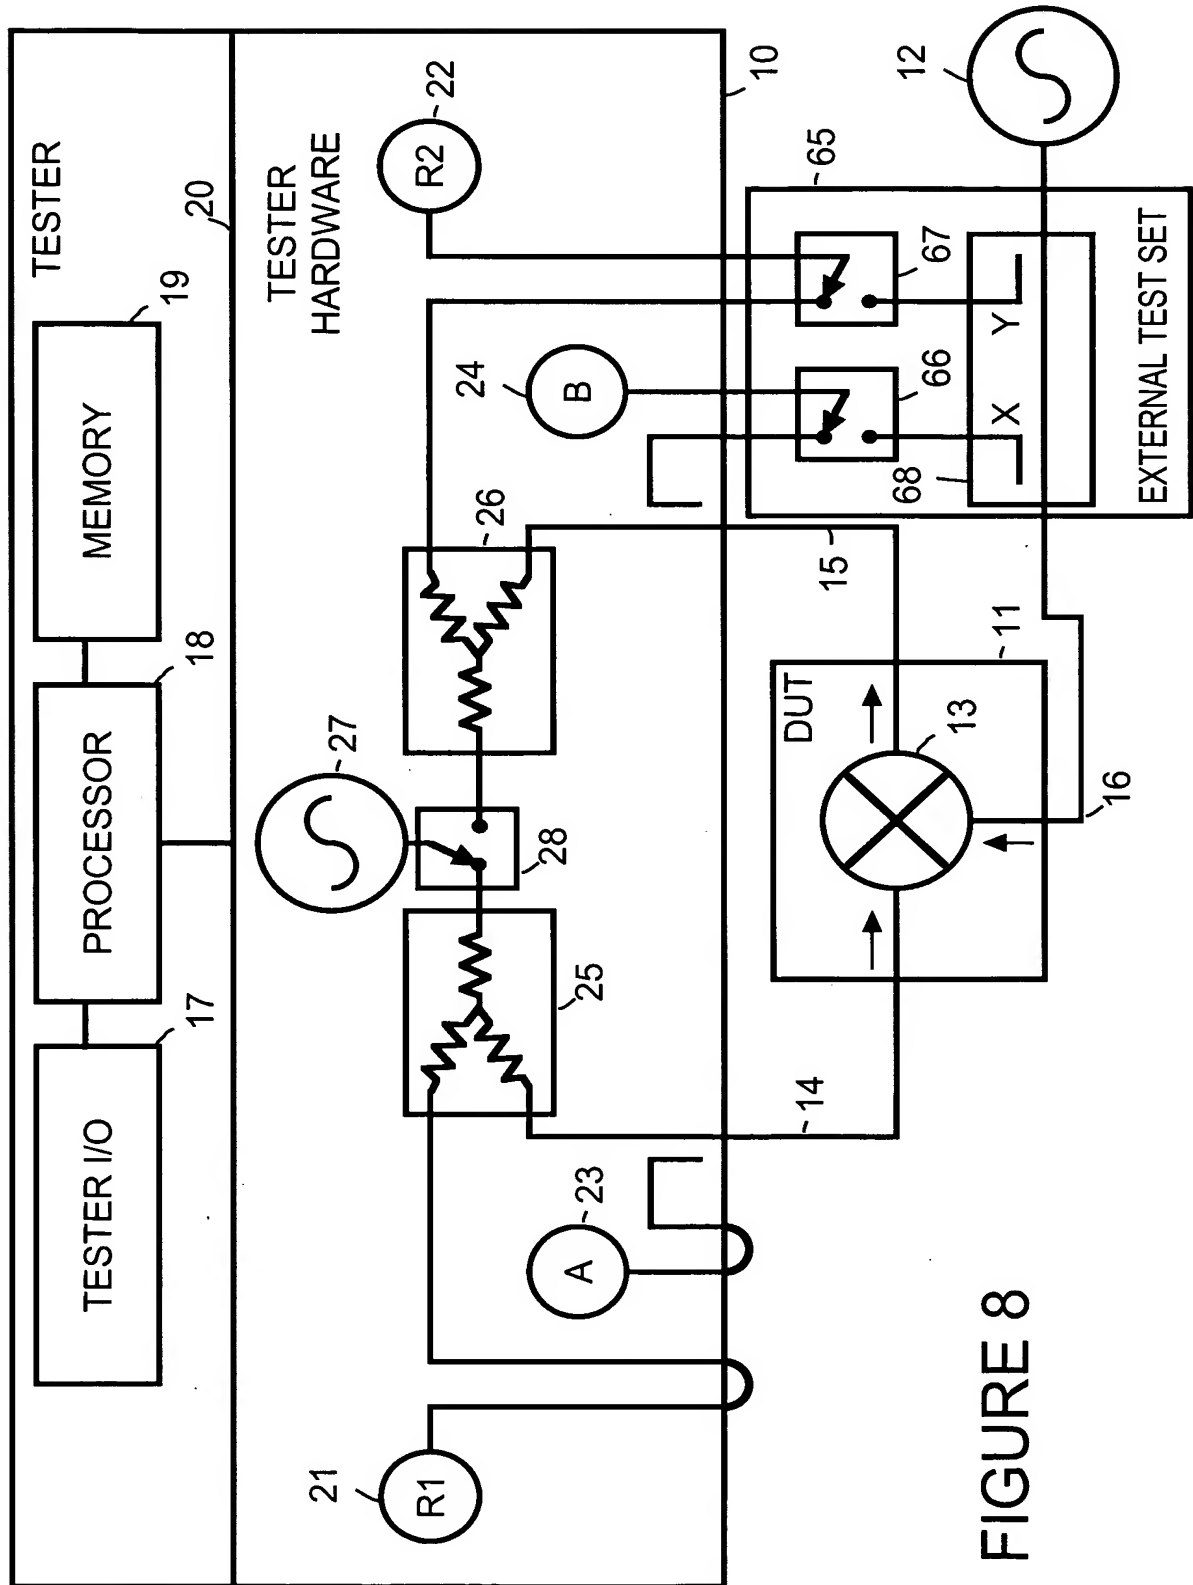 TESTER
TESTER I/O
17
PROCESSOR
18
MEMORY
19
20
TESTER
HARDWARE
R1
21
R2
22
A
23
B
24
25
26
27
28
10
14
15
DUT
11
13
16
12
65
66
67
68
X
Y
EXTERNAL TEST SET
FIGURE 8